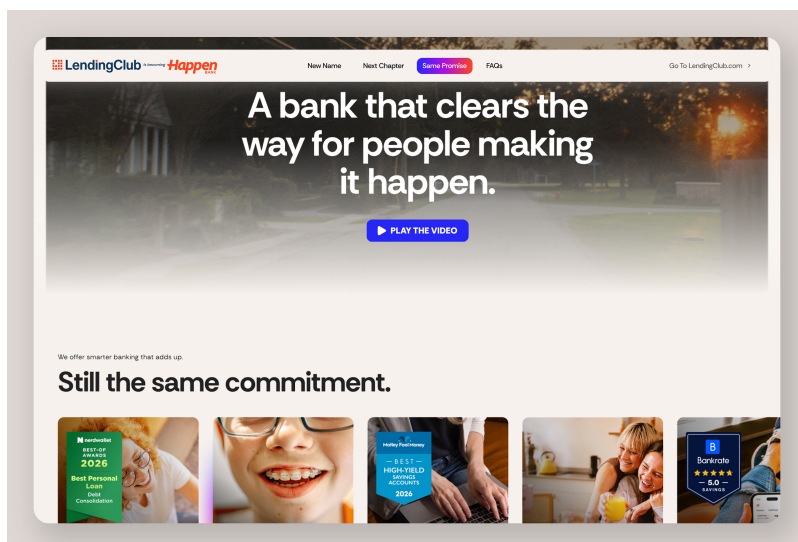 LendingClub is becoming Happen
BANK
New Name
Next Chapter
Same Promise
FAQs
Go To LendingClub.com >
A bank that clears the
way for people making
it happen.
PLAY THE VIDEO
We offer smarter banking that adds up.
Still the same commitment.
nerdwallet
BEST-OF
AWARDS
2026
Best Personal
Loan
Debt
Consolidation
Motley Fool Money
BEST
HIGH-YIELD
SAVINGS
ACCOUNTS
2026
B
Bankrate
5.0
SAVINGS